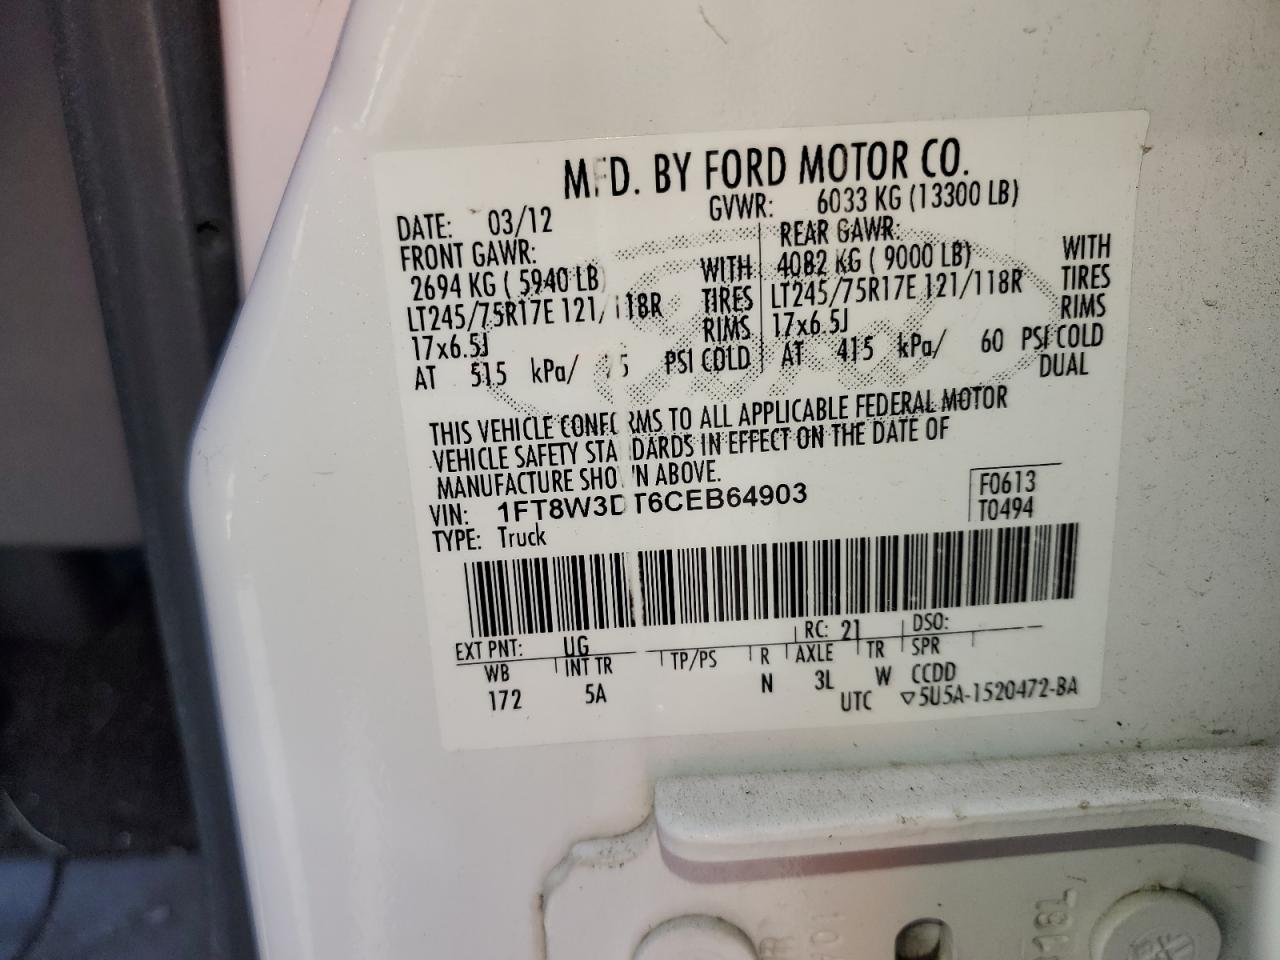 MFD. BY FORD MOTOR CO.
DATE: 03/12 GVWR: 6033 KG (13300 LB)
FRONT GAWR: REAR GAWR:
2694 KG ( 5940 LB) WITH 4082 KG ( 9000 LB) WITH
LT245/75R17E 121/118R TIRES LT245/75R17E 121/118R TIRES
17x6.5J RIMS 17x6.5J RIMS
AT 515 kPa/ 75 PSI COLD AT 415 kPa/ 60 PSI COLD
DUAL
THIS VEHICLE CONFORMS TO ALL APPLICABLE FEDERAL MOTOR
VEHICLE SAFETY STANDARDS IN EFFECT ON THE DATE OF
MANUFACTURE SHOWN ABOVE.
VIN: 1FT8W3DT6CEB64903 F0613
TYPE: Truck T0494
EXT PNT: UG RC: 21 DSO:
WB INT TR TP/PS R AXLE TR SPR
172 5A N 3L W CCDD
UTC ▽5U5A-1520472-BA